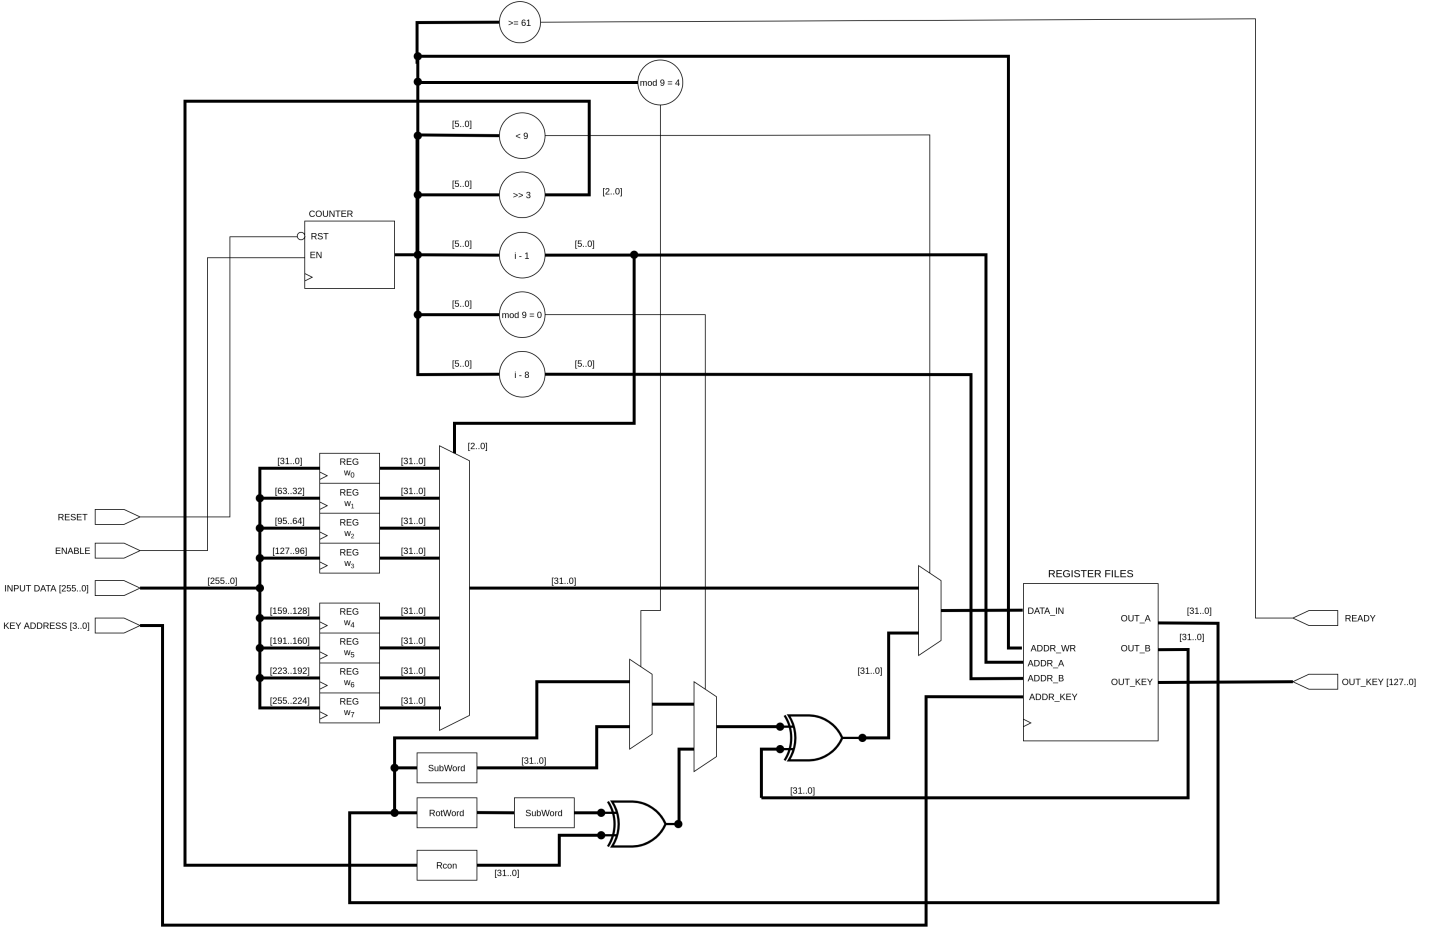 >= 61
mod 9 = 4
[5..0]
< 9
[5..0]
>> 3
[2..0]
COUNTER
RST
EN
[5..0]
i - 1
[5..0]
[5..0]
mod 9 = 0
[5..0]
i - 8
[5..0]
[2..0]
[31..0]
REG
w0
[31..0]
[63..32]
REG
w1
[31..0]
[95..64]
REG
w2
[31..0]
[127..96]
REG
w3
[31..0]
RESET
ENABLE
INPUT DATA [255..0]
[255..0]
KEY ADDRESS [3..0]
[31..0]
[159..128]
REG
w4
[31..0]
[191..160]
REG
w5
[31..0]
[223..192]
REG
w6
[31..0]
[255..224]
REG
w7
[31..0]
REGISTER FILES
DATA_IN
OUT_A
ADDR_WR
OUT_B
ADDR_A
ADDR_B
OUT_KEY
ADDR_KEY
[31..0]
[31..0]
READY
OUT_KEY [127..0]
[31..0]
SubWord
[31..0]
RotWord
SubWord
[31..0]
Rcon
[31..0]